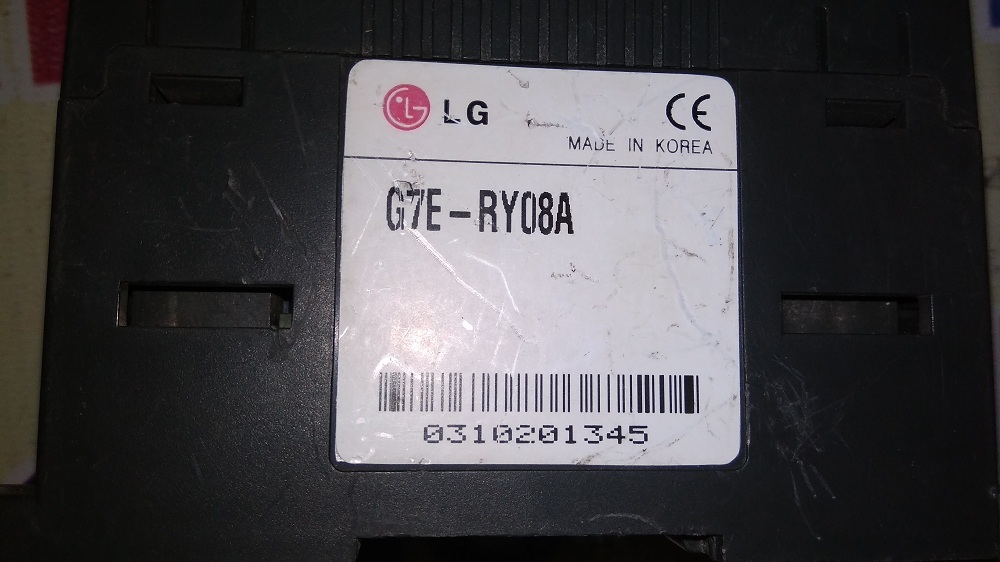 LG
CE
MADE IN KOREA
G7E-RY08A
0310201345